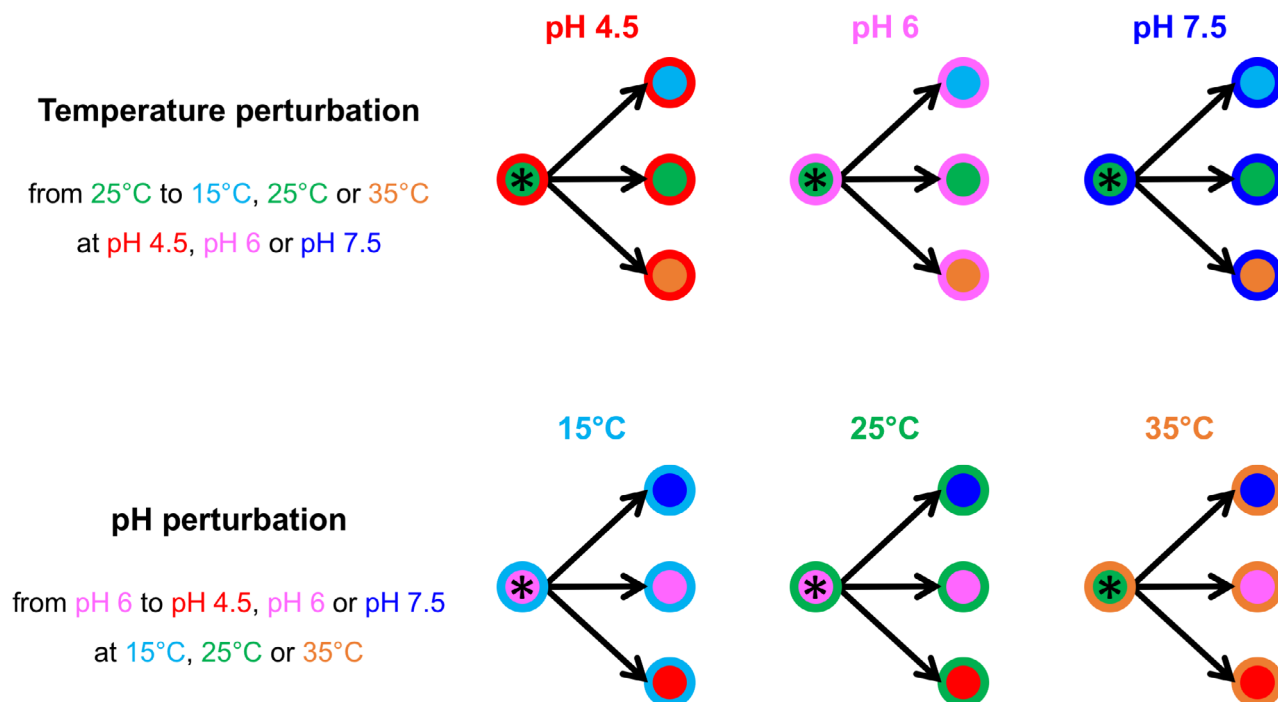 pH 4.5 pH 6 pH 7.5
Temperature perturbation
from 25°C to 15°C, 25°C or 35°C
at pH 4.5, pH 6 or pH 7.5
* * *
15°C 25°C 35°C
pH perturbation
from pH 6 to pH 4.5, pH 6 or pH 7.5
at 15°C, 25°C or 35°C
* * *